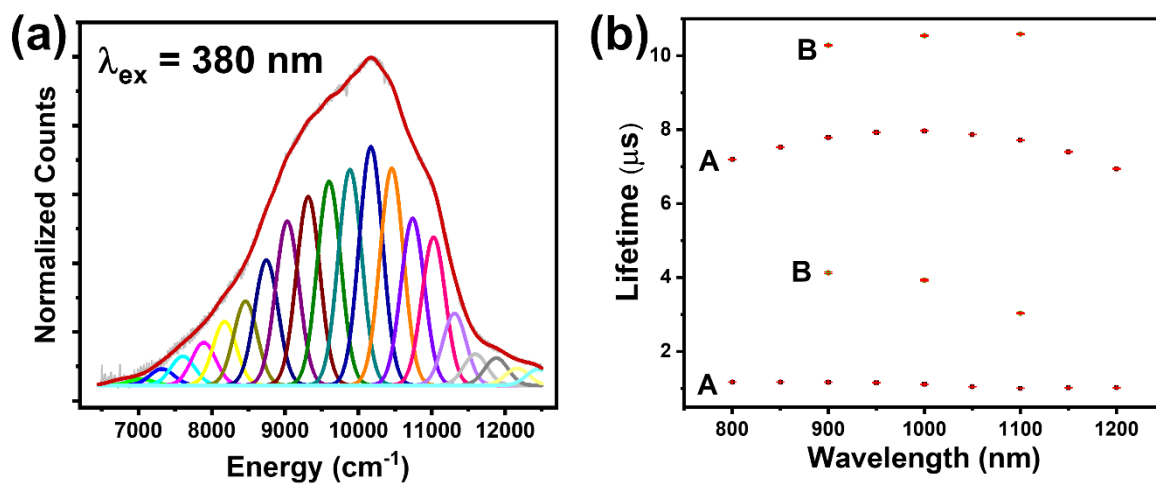 (a)
λex = 380 nm
Normalized Counts
7000 8000 9000 10000 11000 12000
Energy (cm-1)
(b)
Lifetime (μs)
10
8
6
4
2
B
A
B
A
800 900 1000 1100 1200
Wavelength (nm)